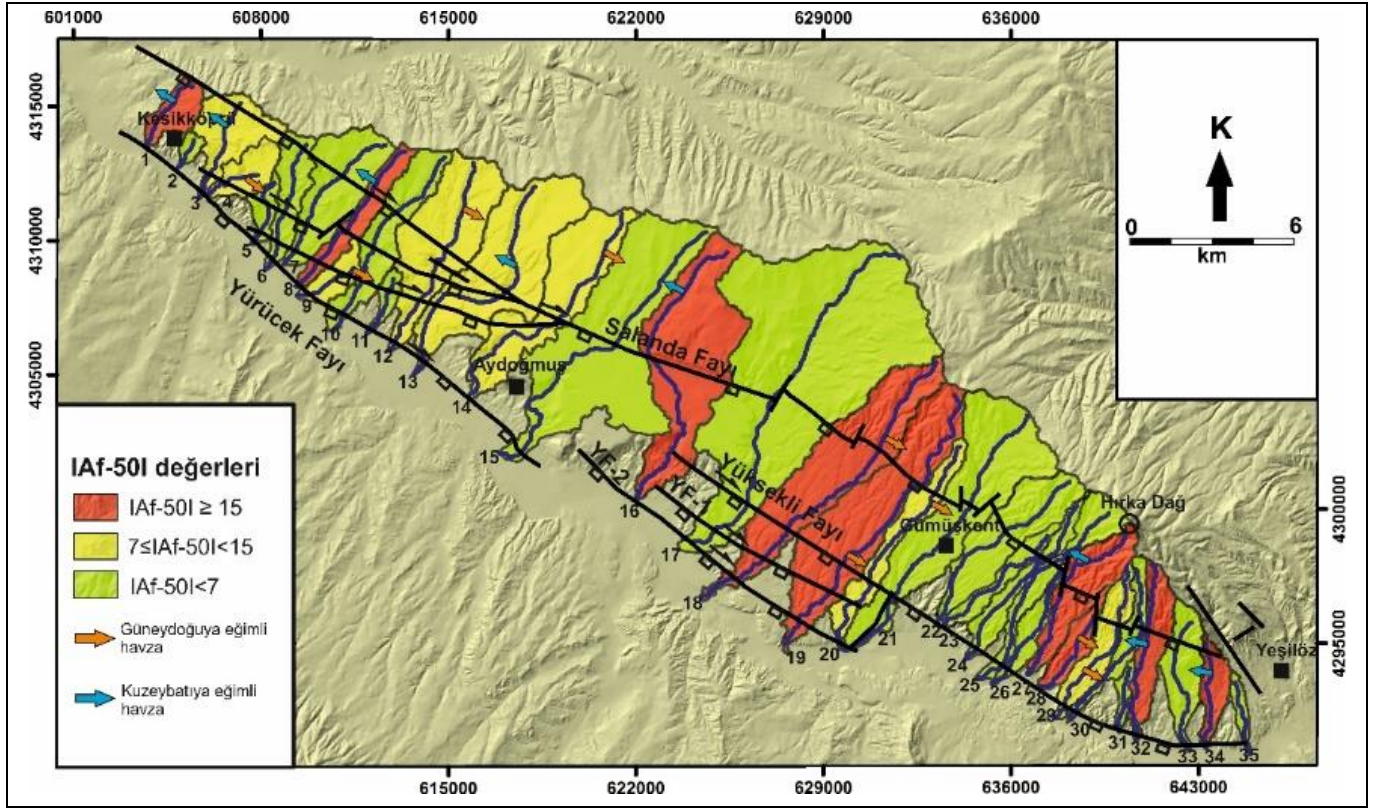 601000 608000 615000 622000 629000 636000
4315000
4310000
4305000
4300000
4295000
615000 622000 629000 636000 643000
K
0 6
km
Kesikköprü
Yürücek Fayı
Aydoğmuş
Salanda Fayı
YF-2
YF-1
Yüksekli Fayı
Gümüşkent
Hırka Dağ
Yeşilöz
1
2
3
4
5
6
7
8
9
10
11
12
13
14
15
16
17
18
19
20
21
22
23
24
25
26
27
28
29
30
31
32
33
34
35
IAf-50I değerleri
IAf-50I ≥ 15
7≤IAf-50I<15
IAf-50I<7
Güneydoğuya eğimli
havza
Kuzeybatıya eğimli
havza